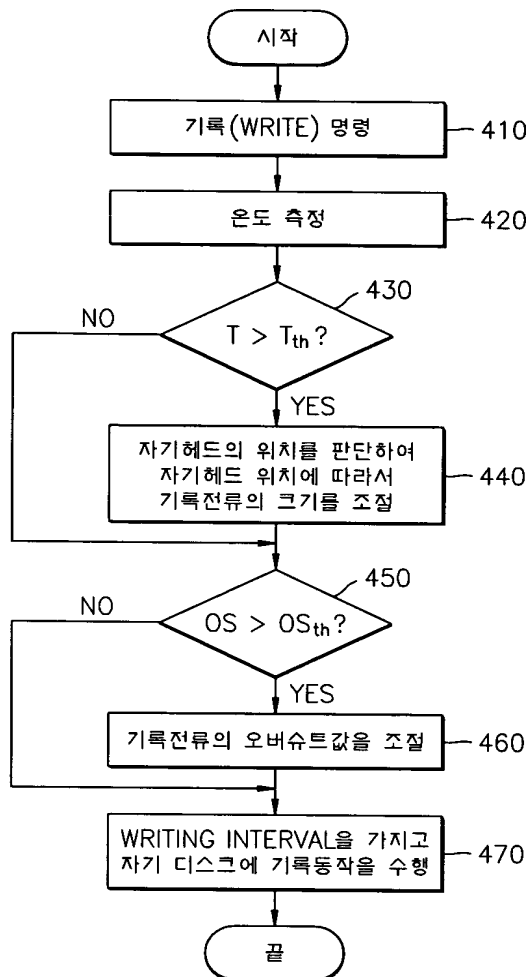 시작
기록(WRITE) 명령
410
온도 측정
420
430
T > Tth?
NO
YES
자기헤드의 위치를 판단하여
자기헤드 위치에 따라서
기록전류의 크기를 조절
440
450
OS > OSth?
NO
YES
기록전류의 오버슈트값을 조절
460
WRITING INTERVAL을 가지고
자기 디스크에 기록동작을 수행
470
끝